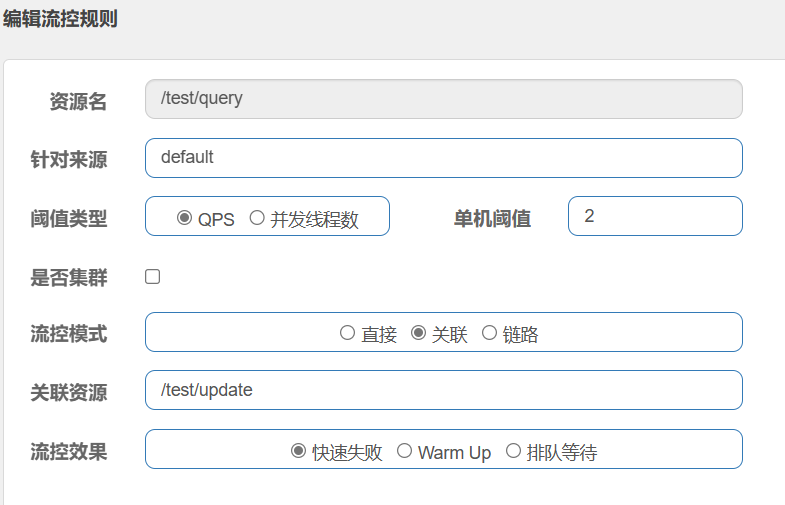 编辑流控规则
资源名 /test/query
针对来源 default
阈值类型 QPS 并发线程数 单机阈值 2
是否集群
流控模式 直接 关联 链路
关联资源 /test/update
流控效果 快速失败 Warm Up 排队等待